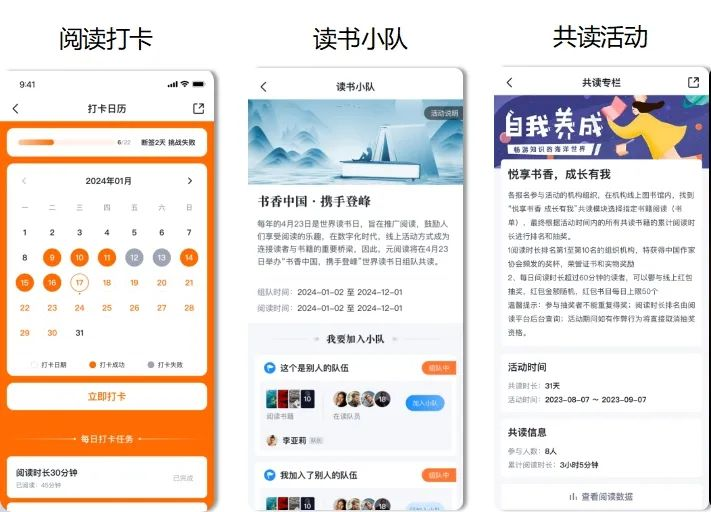 阅读打卡
读书小队
共读活动
9:41
打卡日历
6/22 断签2天 挑战失败
2024年01月
一 二 三 四 五 六 日
1 2 3 4 5 6 7
8 9 10 11 12 13 14
15 16 17 18 19 20 21
22 23 24 25 26 27 28
29 30 31
打卡日期 打卡成功 打卡失败
立即打卡
每日打卡任务
阅读时长30分钟
已阅读：45分钟
已完成
读书小队
活动说明
书香中国·携手登峰
每年的4月23日是世界读书日，旨在推广阅读，鼓励人
们享受阅读的乐趣，在数字化时代，线上活动方式成为
连接读者与书籍的重要桥梁，因此，元阅读将在4月23
日举办“书香中国，携手登峰”世界读书日组队共读。
组队时间：2024-01-02 至 2024-12-01
阅读时间：2024-01-02 至 2024-12-01
我要加入小队
这个是别人的队伍
组队中
10
18
加入小队
阅读书籍
在读队员
李亚莉
队长
我加入了别人的队伍
组队中
10
18
加入小队
共读专栏
自我养成
畅游知识的海洋世界
悦享书香，成长有我
各报名参与活动的机构组织，在机构线上图书馆内，找到
“悦享书香 成长有我”共读模块选择指定书籍阅读（书
单），最终根据活动时间内的所有共读书籍的累计阅读时
长进行排名和抽奖。
1阅读时长排名第1至第10名的组织机构，将获得中国作家
协会颁发的奖杯，荣誉证书和实物奖励
2、每日阅读时长超过60分钟的读者，可以参与线上红包
抽奖，红包金额随机，红包书目每日上限50个
温馨提示：参与抽奖者不能重复得奖；阅读时长排名由阅
读平台后台查询；活动期间如有作弊行为将直接取消抽奖
资格。
活动时间
共读时长：31天
活动时间：2023-08-07 ～ 2023-09-07
共读信息
参与人数：8人
累计阅读时长：3小时5分钟
查看阅读数据